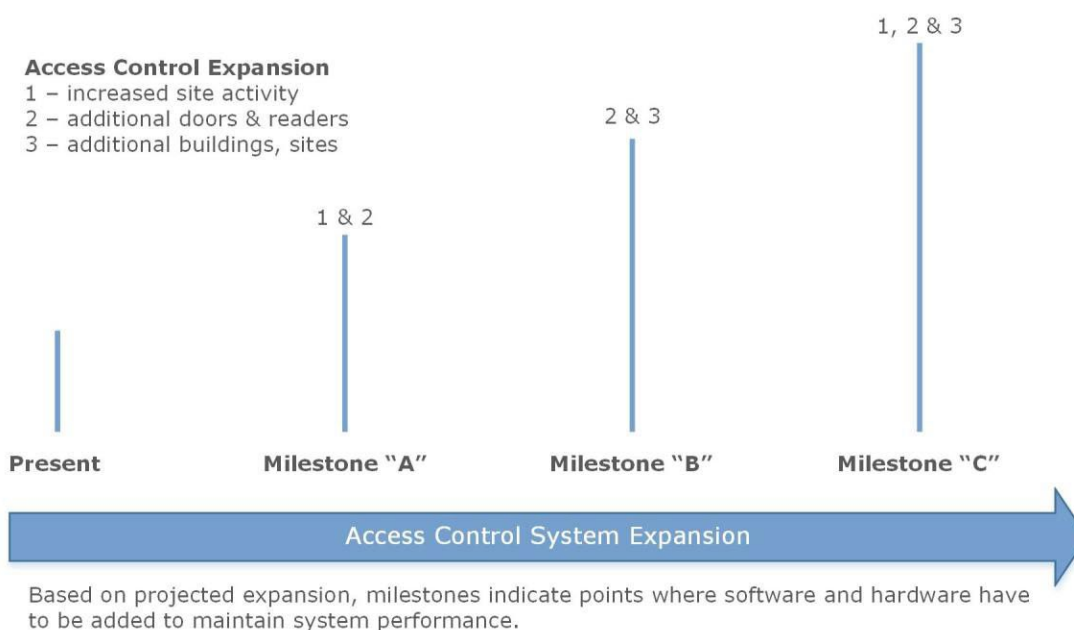 1, 2 & 3
Access Control Expansion
1 – increased site activity
2 – additional doors & readers
3 – additional buildings, sites
2 & 3
1 & 2
Present
Milestone “A”
Milestone “B”
Milestone “C”
Access Control System Expansion
Based on projected expansion, milestones indicate points where software and hardware have
to be added to maintain system performance.